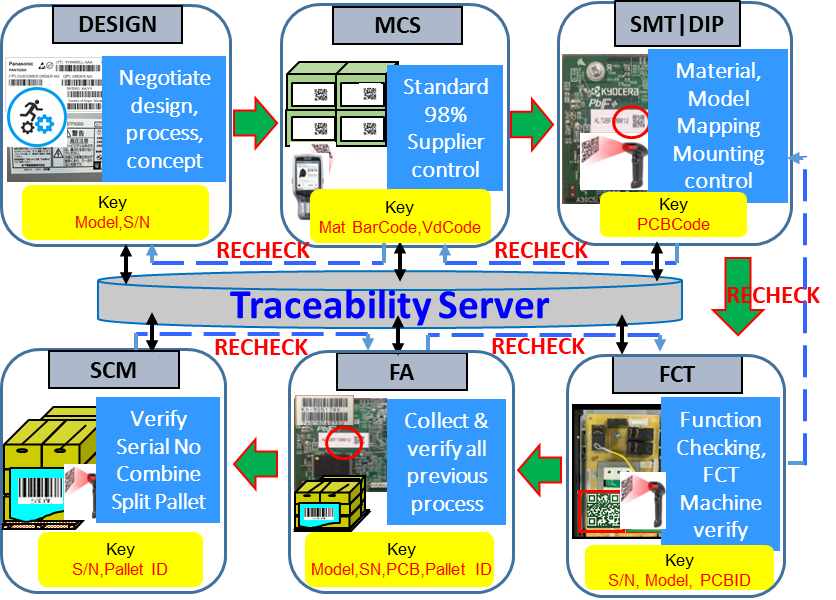 DESIGN
MCS
SMT|DIP
Panasonic
Negotiate
design,
process,
concept
警告
Key
Model,S/N
Standard
98%
Supplier
control
Key
Mat BarCode,VdCode
KYOCERA
Material,
Model
Mapping
Mounting
control
Key
PCBCode
RECHECK
RECHECK
RECHECK
Traceability Server
RECHECK
RECHECK
SCM
FA
FCT
Verify
Serial No
Combine
Split Pallet
Key
S/N,Pallet ID
Collect &
verify all
previous
process
Key
Model,SN,PCB,Pallet ID
Function
Checking,
FCT
Machine
verify
Key
S/N, Model, PCBID